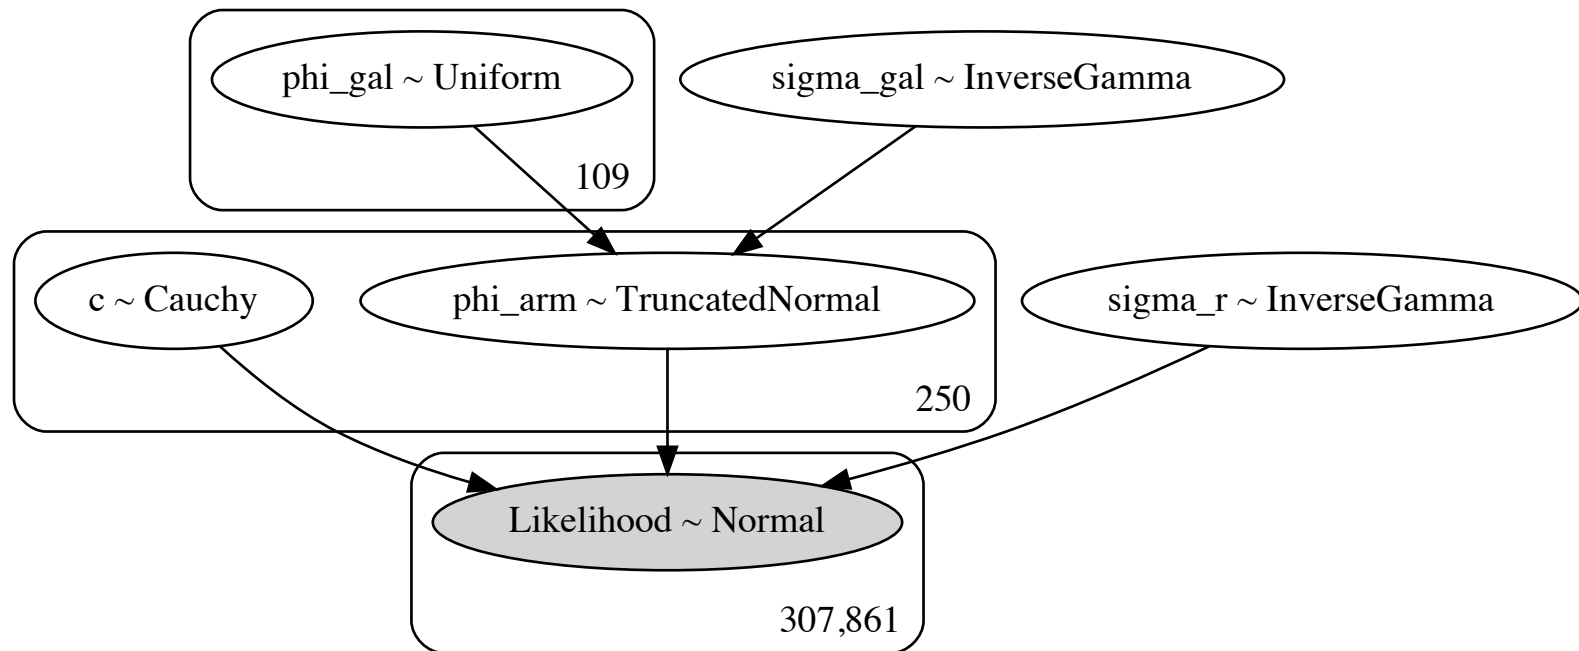 phi_gal ~ Uniform
sigma_gal ~ InverseGamma
109
c ~ Cauchy
phi_arm ~ TruncatedNormal
sigma_r ~ InverseGamma
250
Likelihood ~ Normal
307,861